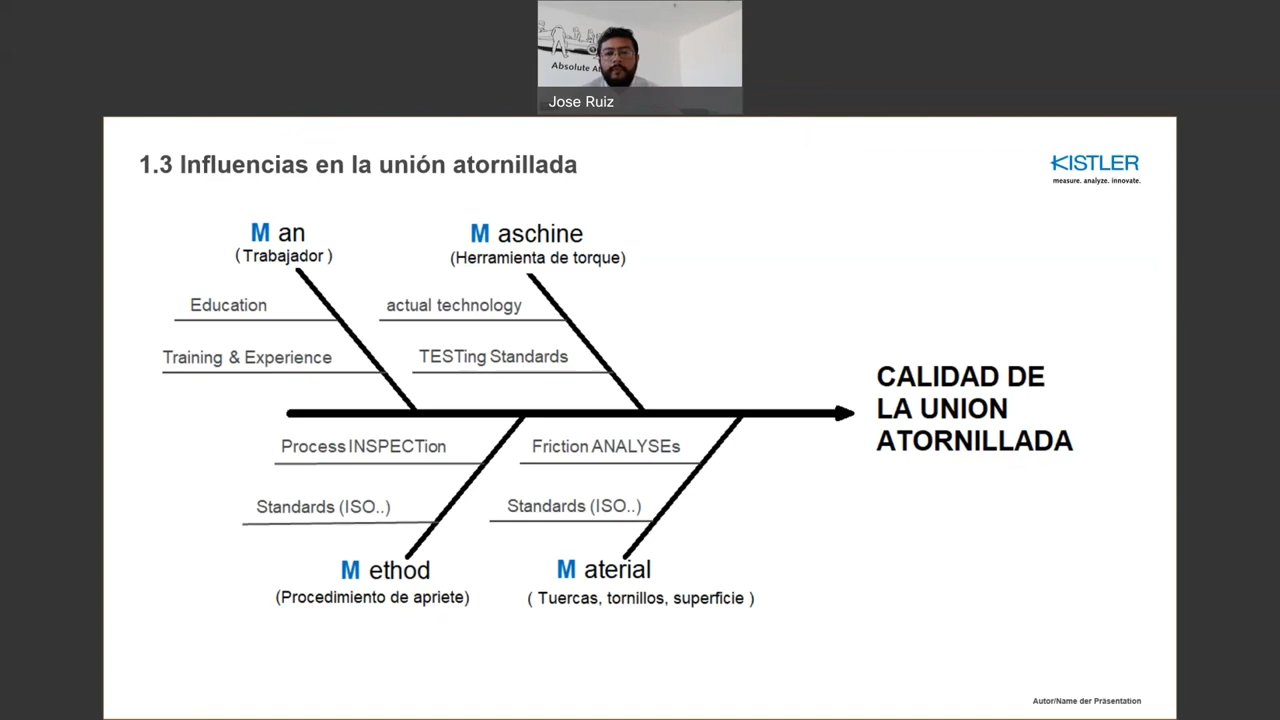 Absolute At
Jose Ruiz
1.3 Influencias en la unión atornillada
KISTLER
measure. analyze. innovate.
M an
(Trabajador )
M aschine
(Herramienta de torque)
Education
actual technology
Training & Experience
TESTing Standards
CALIDAD DE
LA UNION
ATORNILLADA
Process INSPECTion
Friction ANALYSEs
Standards (ISO..)
Standards (ISO..)
M ethod
(Procedimiento de apriete)
M aterial
( Tuercas, tornillos, superficie )
Autor/Name der Präsentation